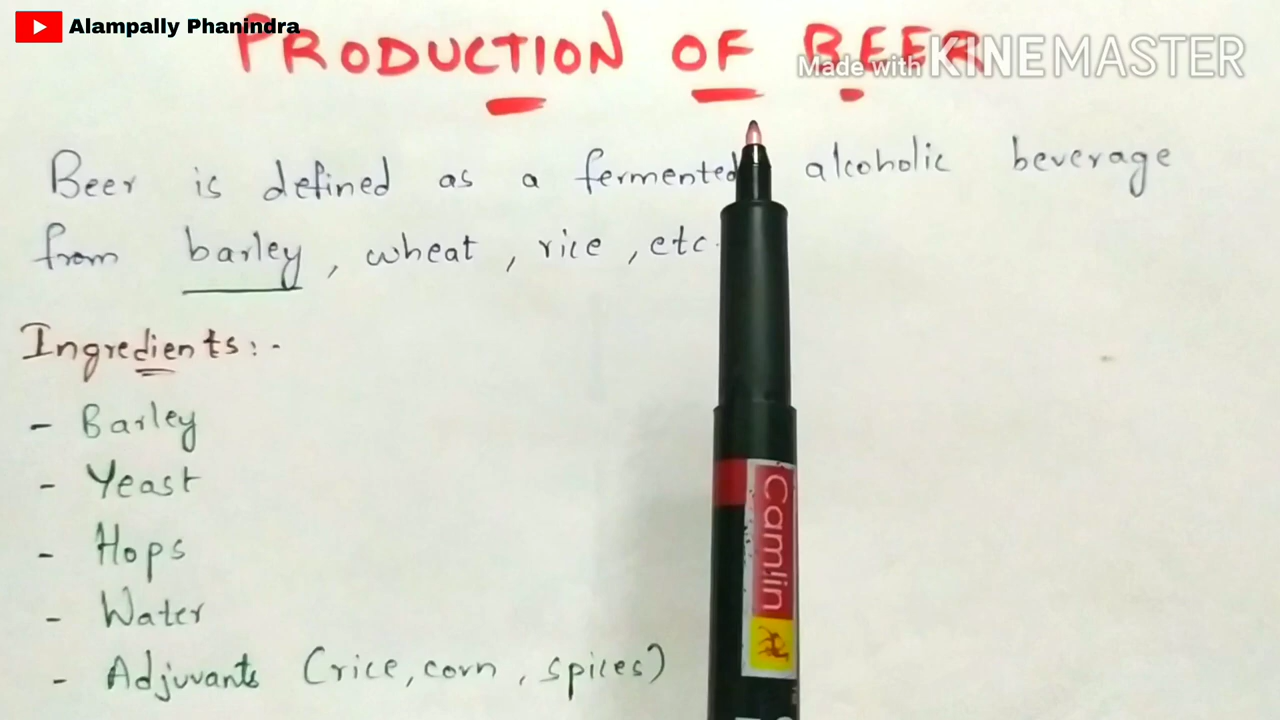 Alampally Phanindra
PRODUCTION OF BEER
Made with KINEMASTER
Beer is defined as a fermented alcoholic beverage
from barley, wheat, rice, etc.
Ingredients:-
- Barley
- Yeast
- Hops
- Water
- Adjuvants (rice, corn, spices)
Camlin